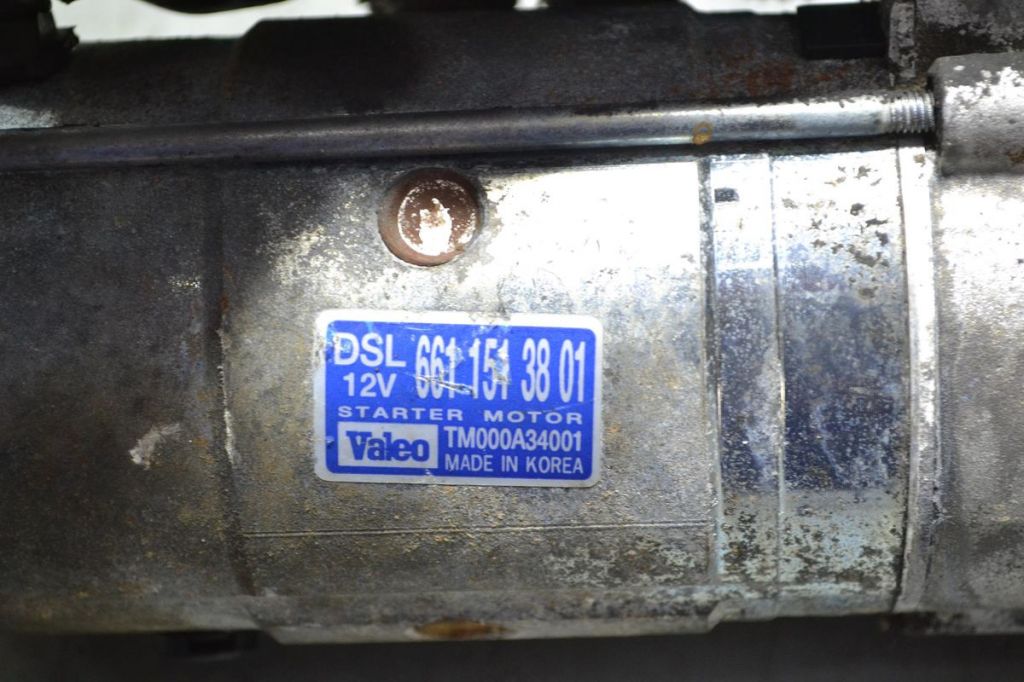 DSL 661 151 38 01
12V
STARTER MOTOR
Valeo TM000A34001
MADE IN KOREA